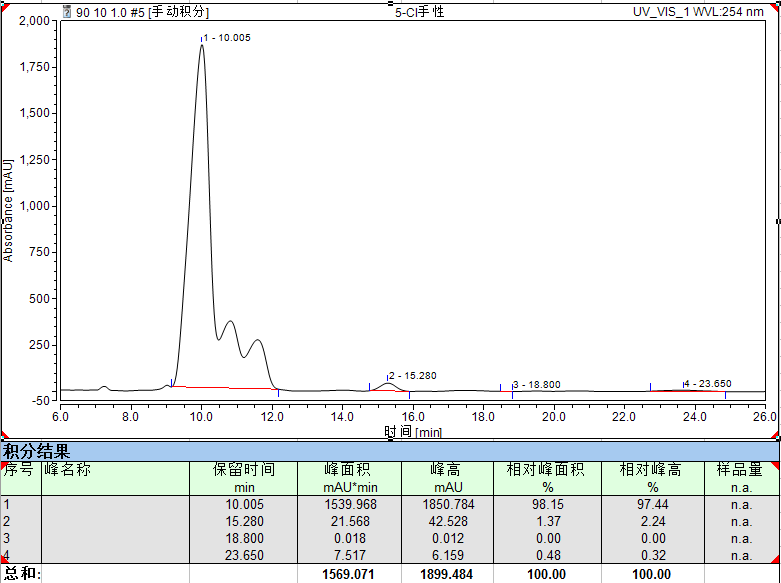 90 10 1.0 #5 [手动积分] 5-Cl手性 UV_VIS_1 WVL:254 nm
2,000
1,750
1,500
1,250
1,000
750
500
250
-50
Absorbance [mAU]
1 - 10.005
2 - 15.280
3 - 18.800
4 - 23.650
6.0 8.0 10.0 12.0 14.0 16.0 18.0 20.0 22.0 24.0 26.0
时间 [min]
积分结果
序号 峰名称 保留时间 峰面积 峰高 相对峰面积 相对峰高 样品量
min mAU*min mAU % % n.a.
1 10.005 1539.968 1850.784 98.15 97.44 n.a.
2 15.280 21.568 42.528 1.37 2.24 n.a.
3 18.800 0.018 0.012 0.00 0.00 n.a.
4 23.650 7.517 6.159 0.48 0.32 n.a.
总和: 1569.071 1899.484 100.00 100.00